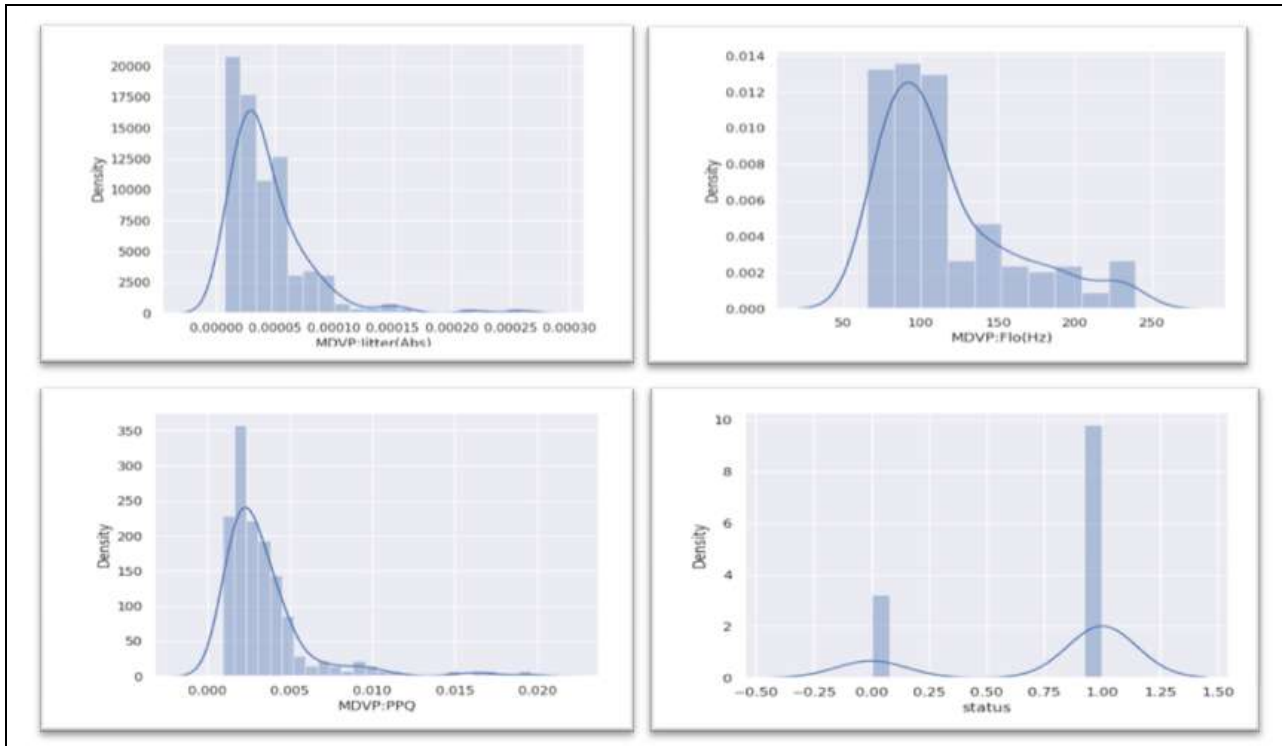 20000
17500
15000
12500
10000
7500
5000
2500
0
Density
0.00000 0.00005 0.00010 0.00015 0.00020 0.00025 0.00030
MDVP:Jitter(Abs)
0.014
0.012
0.010
0.008
0.006
0.004
0.002
0.000
Density
50 100 150 200 250
MDVP:Flo(Hz)
350
300
250
200
150
100
50
0
Density
0.000 0.005 0.010 0.015 0.020
MDVP:PPQ
10
8
6
4
2
0
Density
−0.50 −0.25 0.00 0.25 0.50 0.75 1.00 1.25 1.50
status